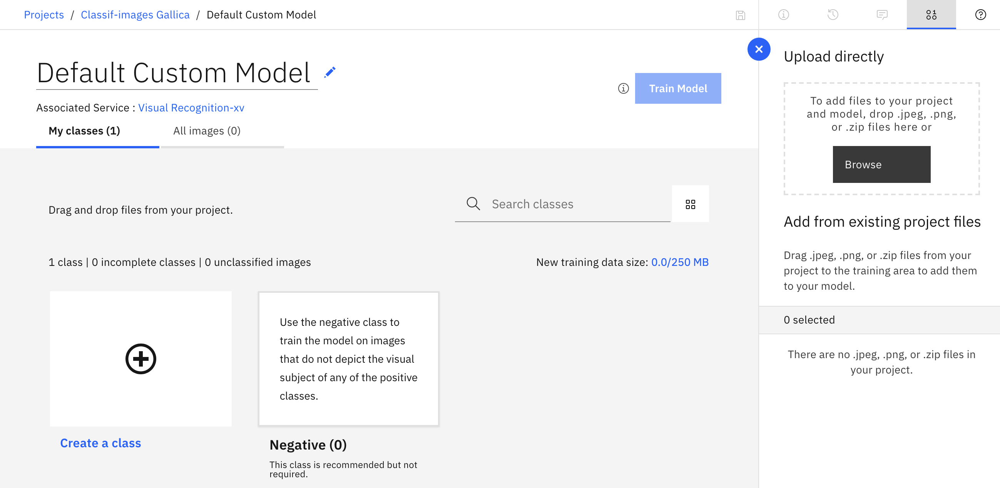 Projects / Classif-images Gallica / Default Custom Model
Default Custom Model
Train Model
Associated Service : Visual Recognition-xv
My classes (1)
All images (0)
Drag and drop files from your project.
Search classes
1 class | 0 incomplete classes | 0 unclassified images
New training data size: 0.0/250 MB
Create a class
Use the negative class to
train the model on images
that do not depict the visual
subject of any of the positive
classes.
Negative (0)
This class is recommended but not
required.
Upload directly
To add files to your project
and model, drop .jpeg, .png,
or .zip files here or
Browse
Add from existing project files
Drag .jpeg, .png, or .zip files from your
project to the training area to add them
to your model.
0 selected
There are no .jpeg, .png, or .zip files in
your project.